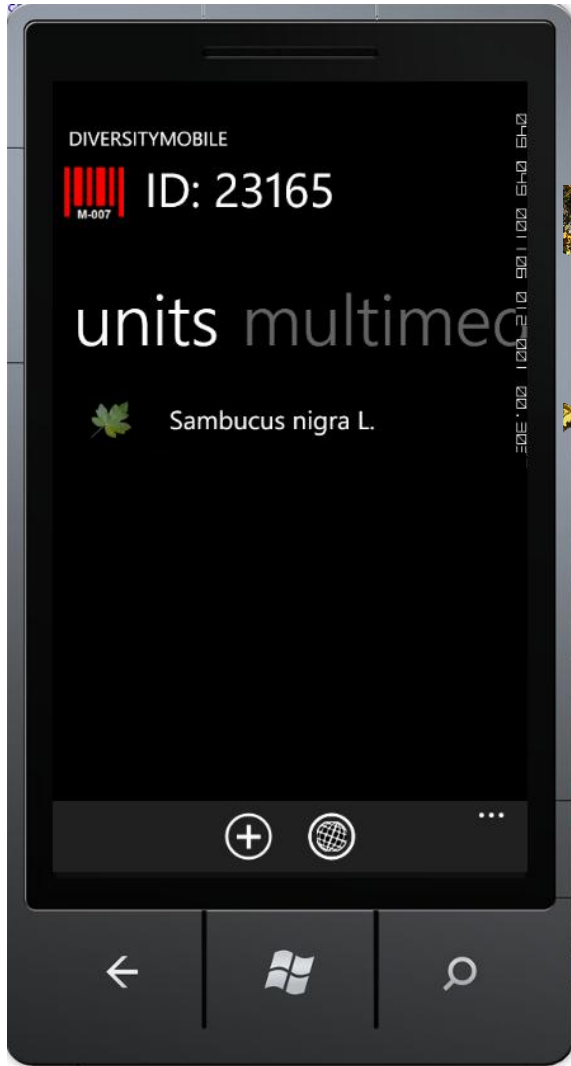 DIVERSITYMOBILE
M-007
ID: 23165
units multimed
Sambucus nigra L.